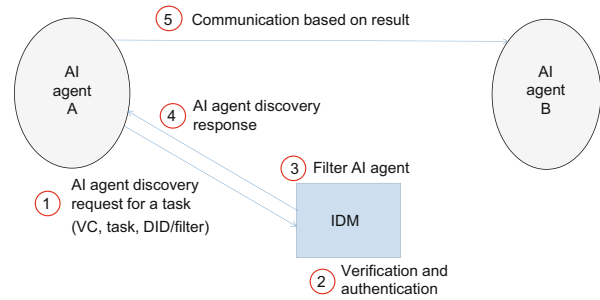 5 Communication based on result
AI
agent
A
AI
agent
B
4 AI agent discovery
response
3 Filter AI agent
1 AI agent discovery
request for a task
(VC, task, DID/filter)
IDM
2 Verification and
authentication